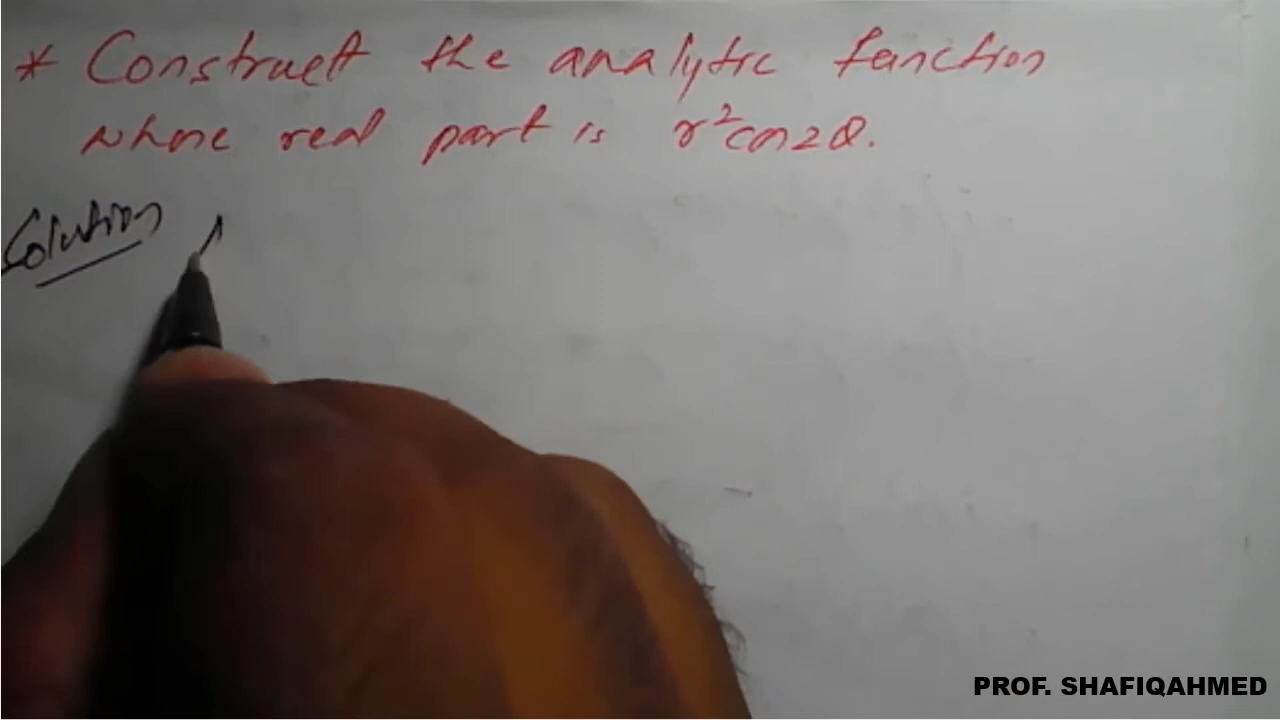 * Construct the analytic function
whose real part is r²cos2θ.
Solution
PROF. SHAFIQAHMED